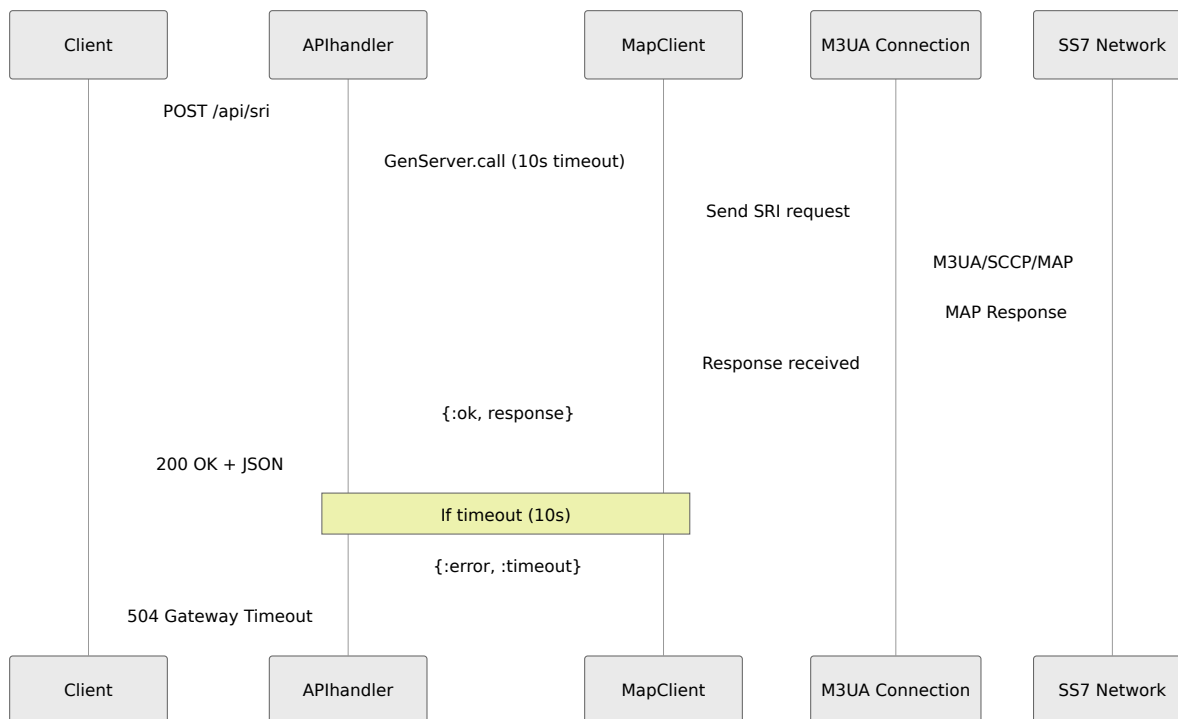 Client
APIhandler
MapClient
M3UA Connection
SS7 Network
POST /api/sri
GenServer.call (10s timeout)
Send SRI request
M3UA/SCCP/MAP
MAP Response
Response received
{:ok, response}
200 OK + JSON
If timeout (10s)
{:error, :timeout}
504 Gateway Timeout
Client
APIhandler
MapClient
M3UA Connection
SS7 Network